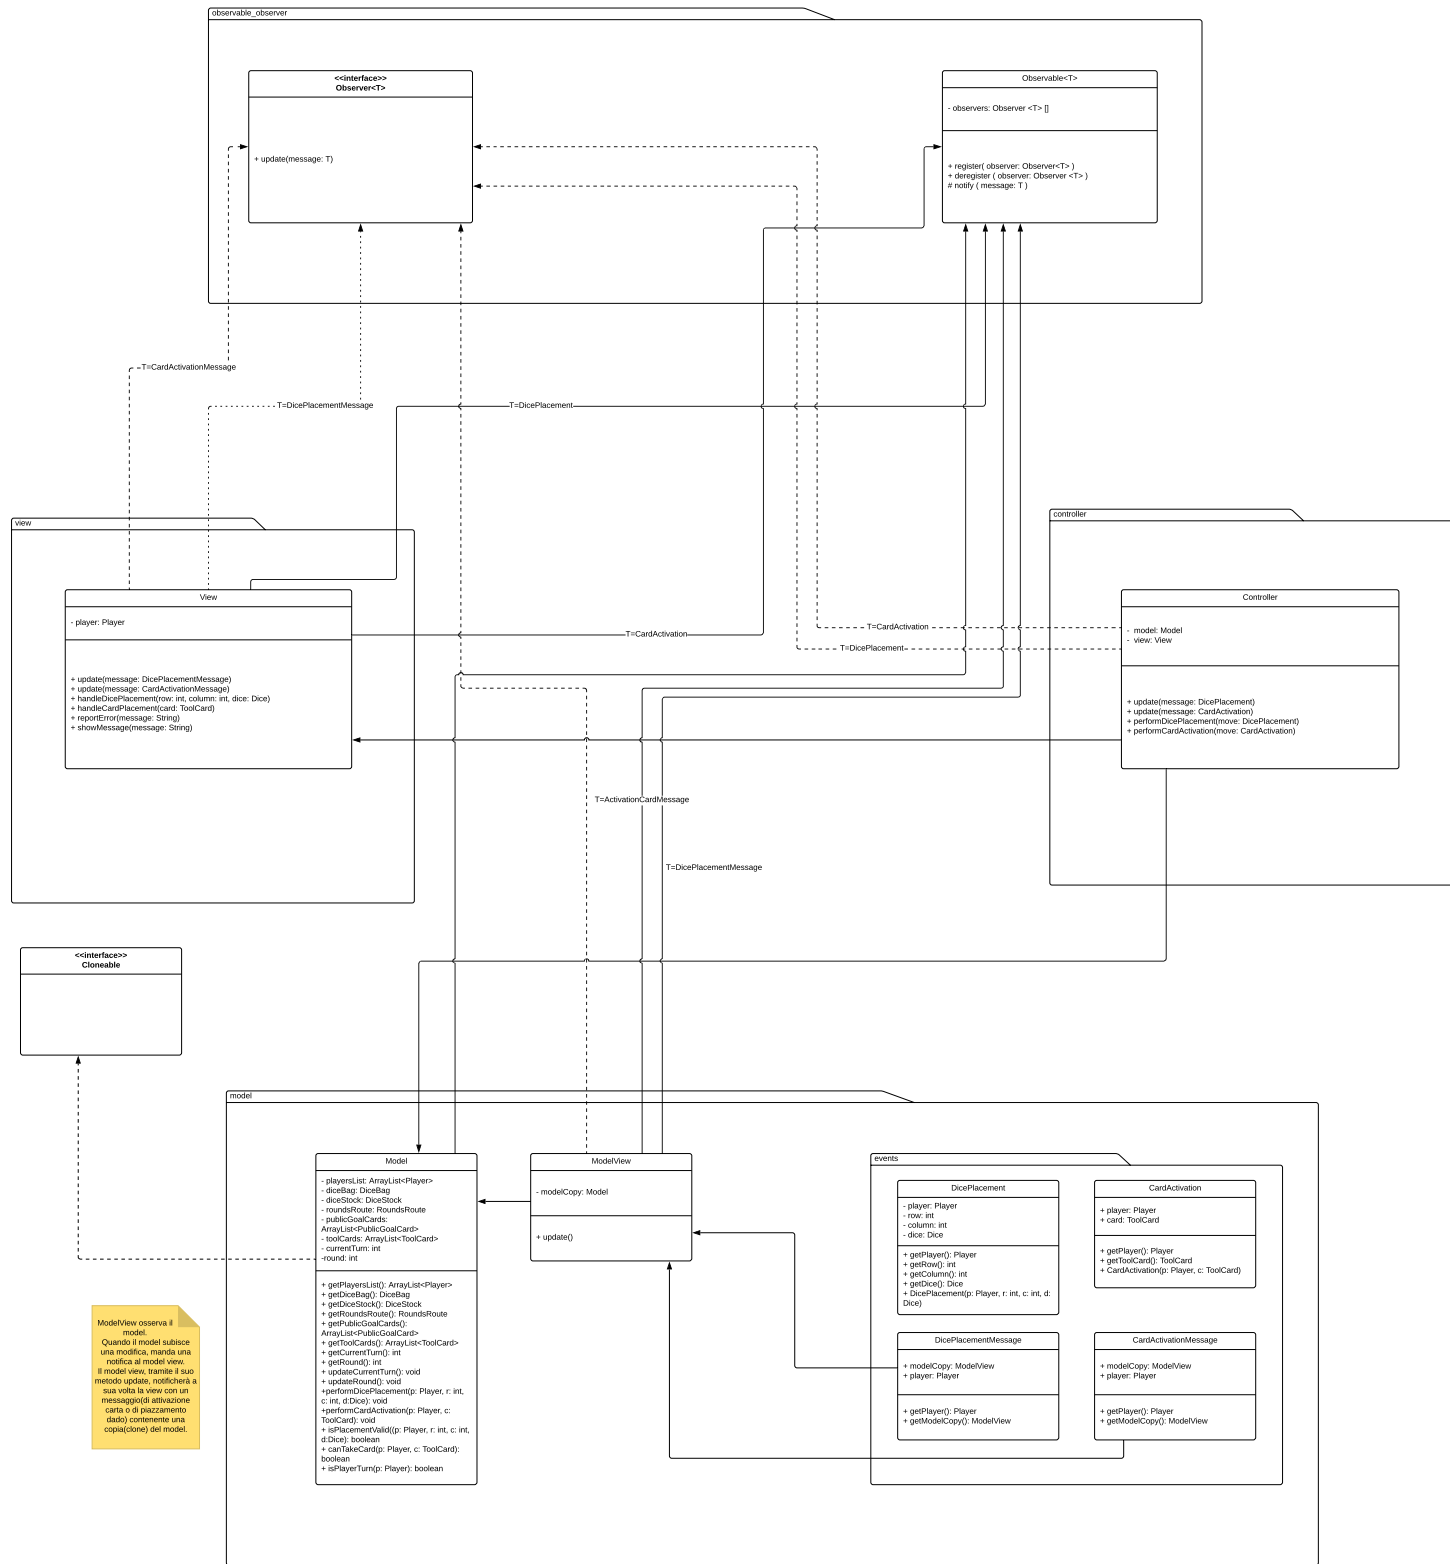 observable_observer
<<interface>>
Observer<T>
+ update(message: T)
Observable<T>
- observers: Observer <T> []
+ register( observer: Observer<T> )
+ deregister ( observer: Observer <T> )
# notify ( message: T )
T=CardActivationMessage
T=DicePlacementMessage
T=DicePlacement
view
View
- player: Player
+ update(message: DicePlacementMessage)
+ update(message: CardActivationMessage)
+ handleDicePlacement(row: int, column: int, dice: Dice)
+ handleCardPlacement(card: ToolCard)
+ reportError(message: String)
+ showMessage(message: String)
T=CardActivation
T=CardActivation
T=DicePlacement
controller
Controller
- model: Model
- view: View
+ update(message: DicePlacement)
+ update(message: CardActivation)
+ performDicePlacement(move: DicePlacement)
+ performCardActivation(move: CardActivation)
T=ActivationCardMessage
T=DicePlacementMessage
<<interface>>
Cloneable
model
Model
- playersList: ArrayList<Player>
- diceBag: DiceBag
- diceStock: DiceStock
- roundsRoute: RoundsRoute
- publicGoalCards:
ArrayList<PublicGoalCard>
- toolCards: ArrayList<ToolCard>
- currentTurn: int
-round: int
+ getPlayersList(): ArrayList<Player>
+ getDiceBag(): DiceBag
+ getDiceStock(): DiceStock
+ getRoundsRoute(): RoundsRoute
+ getPublicGoalCards():
ArrayList<PublicGoalCard>
+ getToolCards(): ArrayList<ToolCard>
+ getCurrentTurn(): int
+ getRound(): int
+ updateCurrentTurn(): void
+ updateRound(): void
+performDicePlacement(p: Player, r: int,
c: int, d:Dice): void
+performCardActivation(p: Player, c:
ToolCard): void
+ isPlacementValid((p: Player, r: int, c: int,
d:Dice): boolean
+ canTakeCard(p: Player, c: ToolCard):
boolean
+ isPlayerTurn(p: Player): boolean
ModelView
- modelCopy: Model
+ update()
events
DicePlacement
- player: Player
- row: int
- column: int
- dice: Dice
+ getPlayer(): Player
+ getRow(): int
+ getColumn(): int
+ getDice(): Dice
+ DicePlacement(p: Player, r: int, c: int, d:
Dice)
CardActivation
+ player: Player
+ card: ToolCard
+ getPlayer(): Player
+ getToolCard(): ToolCard
+ CardActivation(p: Player, c: ToolCard)
DicePlacementMessage
+ modelCopy: ModelView
+ player: Player
+ getPlayer(): Player
+ getModelCopy(): ModelView
CardActivationMessage
+ modelCopy: ModelView
+ player: Player
+ getPlayer(): Player
+ getModelCopy(): ModelView
ModelView osserva il
model.
Quando il model subisce
una modifica, manda una
notifica al model view.
Il model view, tramite il suo
metodo update, notificherà a
sua volta la view con un
messaggio(di attivazione
carta o di piazzamento
dado) contenente una
copia(clone) del model.